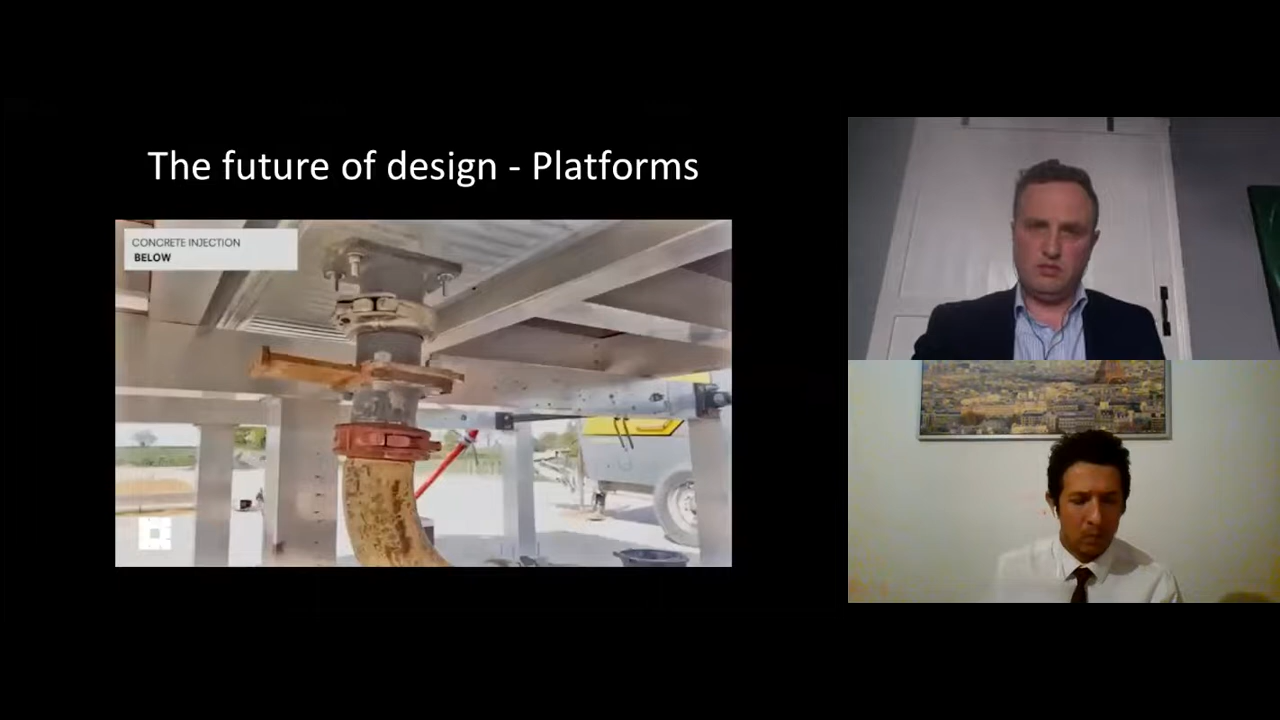 The future of design - Platforms
CONCRETE INJECTION
BELOW